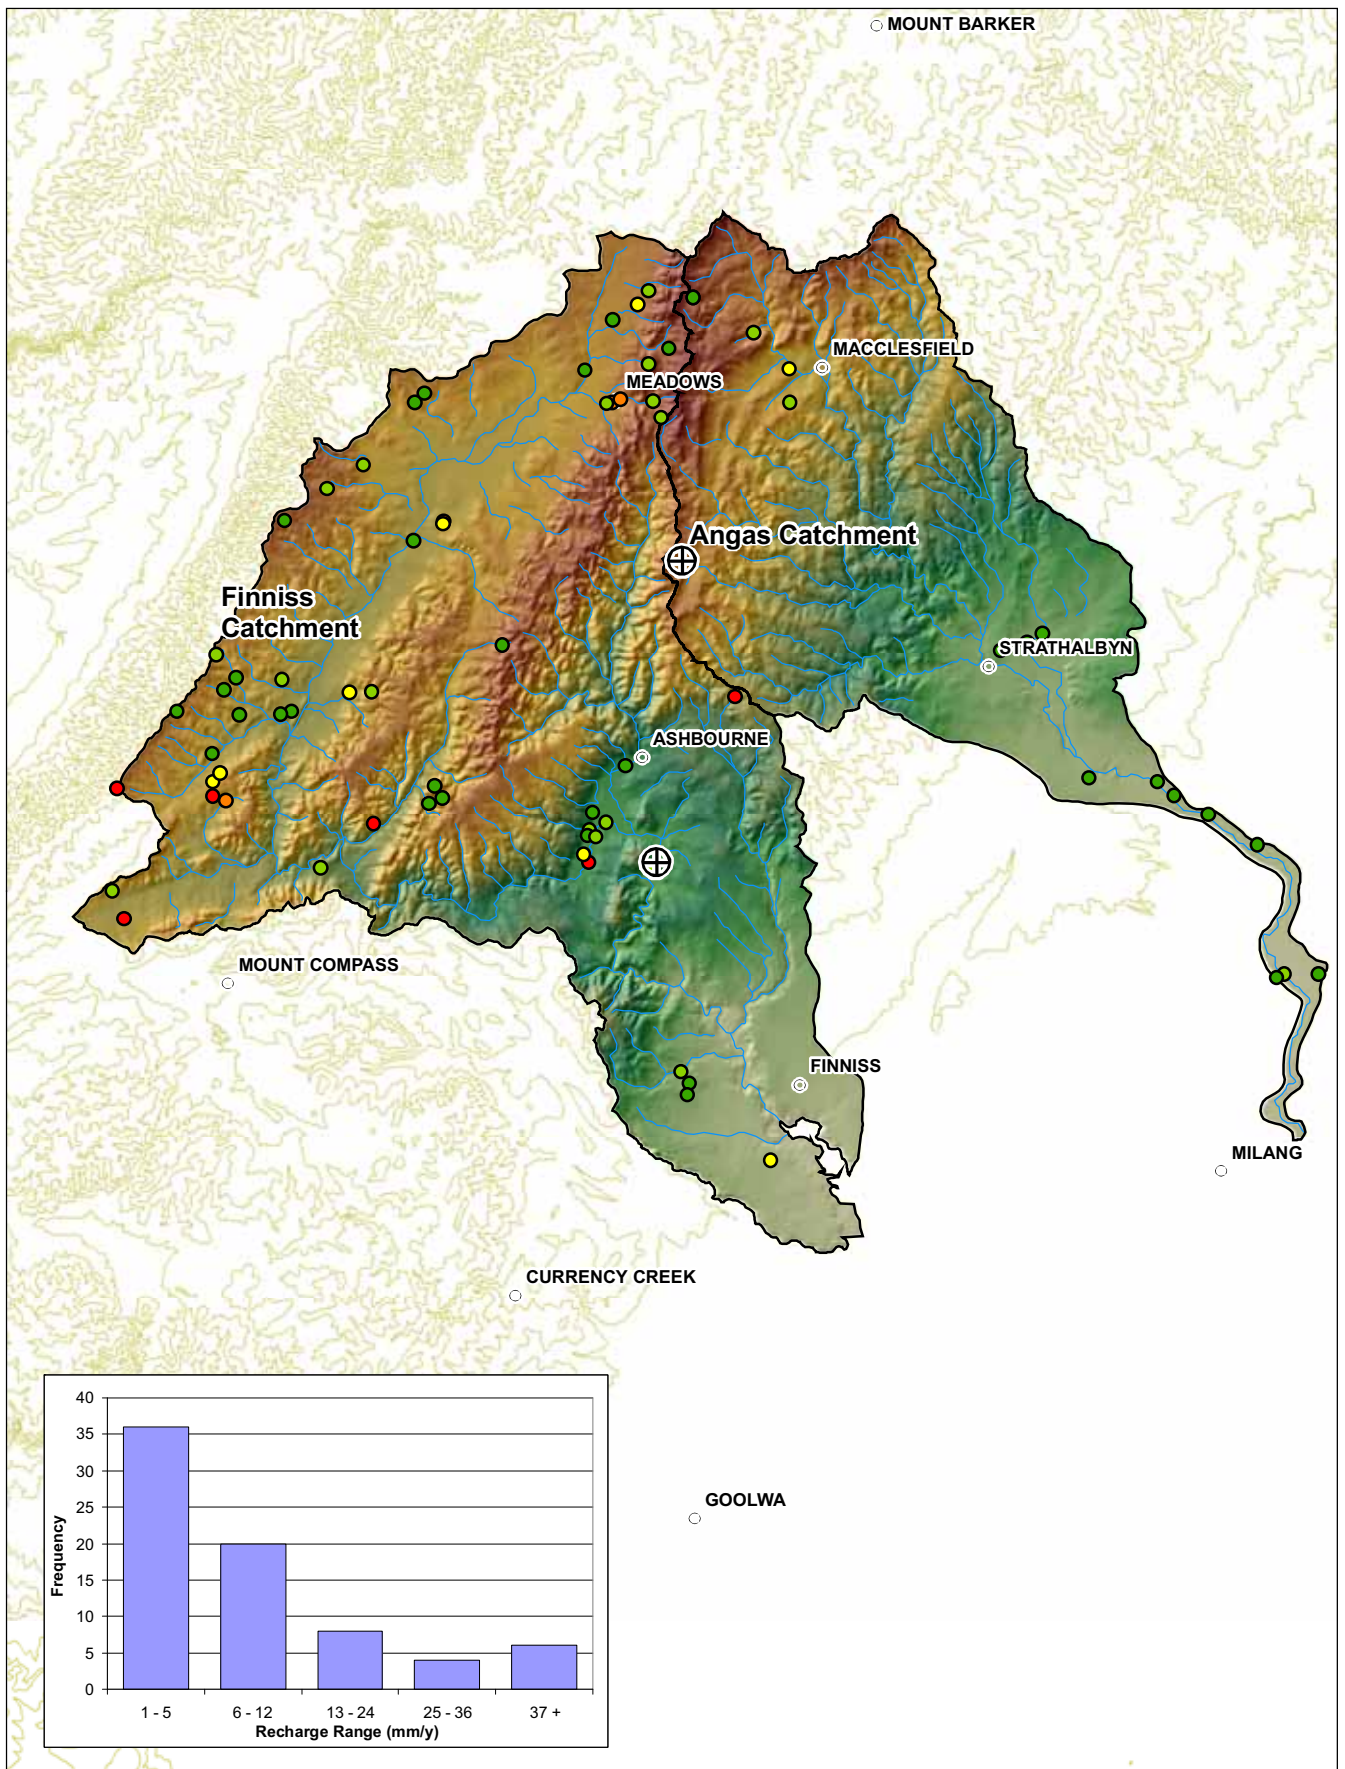 MOUNT BARKER
MACCLESFIELD
MEADOWS
Angas Catchment
Finniss
Catchment
STRATHALBYN
ASHBOURNE
MOUNT COMPASS
FINNISS
MILANG
CURRENCY CREEK
GOOLWA
40
35
30
25
20
15
10
5
0
Frequency
1 - 5 6 - 12 13 - 24 25 - 36 37 +
Recharge Range (mm/y)